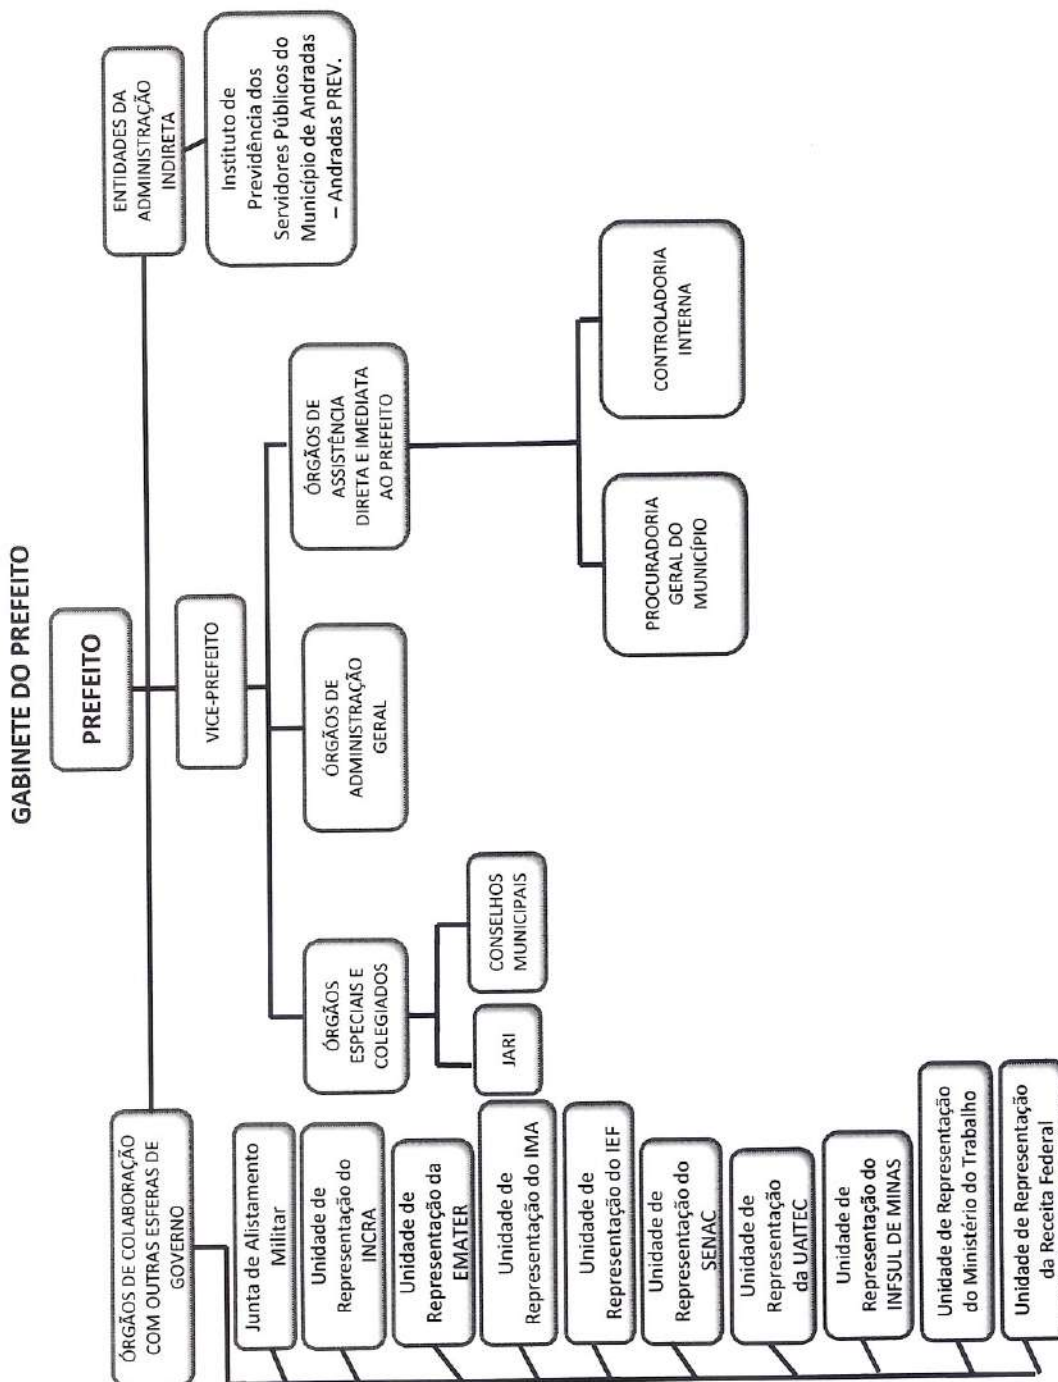 GABINETE DO PREFEITO
PREFEITO
VICE-PREFEITO
ÓRGÃOS DE COLABORAÇÃO
COM OUTRAS ESFERAS DE
GOVERNO
Junta de Alistamento
Militar
Unidade de
Representação do
INCRA
Unidade de
Representação da
EMATER
Unidade de
Representação do IMA
Unidade de
Representação do IEF
Unidade de
Representação do
SENAC
Unidade de
Representação
da UAITEC
Unidade de
Representação do
INFSUL DE MINAS
Unidade de Representação
do Ministério do Trabalho
Unidade de Representação
da Receita Federal
ÓRGÃOS
ESPECIAIS E
COLEGIADOS
JARI
CONSELHOS
MUNICIPAIS
ÓRGÃOS DE
ADMINISTRAÇÃO
GERAL
ÓRGÃOS DE
ASSISTÊNCIA
DIRETA E IMEDIATA
AO PREFEITO
PROCURADORIA
GERAL DO
MUNICÍPIO
CONTROLADORIA
INTERNA
ENTIDADES DA
ADMINISTRAÇÃO
INDIRETA
Instituto de
Previdência dos
Servidores Públicos do
Município de Andradas
– Andradas PREV.